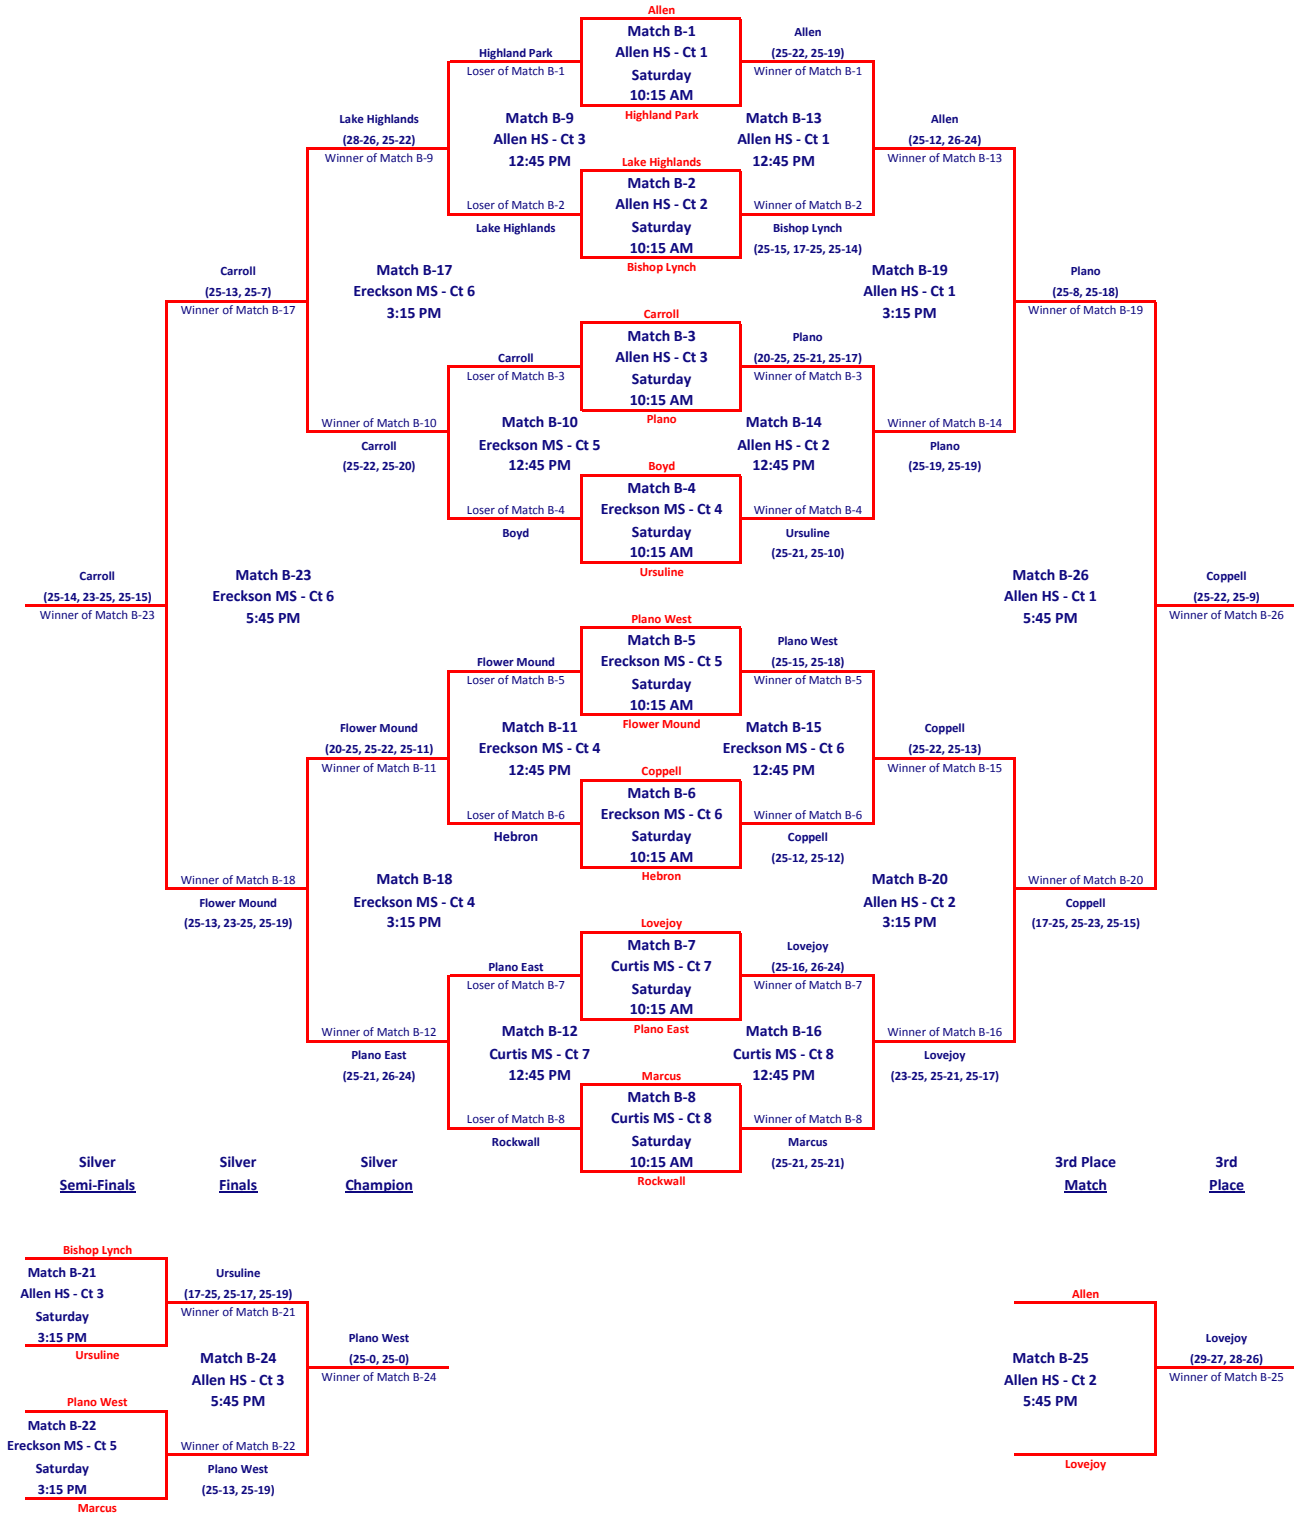 Allen
Match B-1
Allen HS - Ct 1
Saturday
10:15 AM
Highland Park
Highland Park
Loser of Match B-1
Allen
(25-22, 25-19)
Winner of Match B-1
Lake Highlands
(28-26, 25-22)
Winner of Match B-9
Match B-9
Allen HS - Ct 3
12:45 PM
Match B-13
Allen HS - Ct 1
12:45 PM
Allen
(25-12, 26-24)
Winner of Match B-13
Lake Highlands
Match B-2
Allen HS - Ct 2
Saturday
10:15 AM
Bishop Lynch
Loser of Match B-2
Lake Highlands
Winner of Match B-2
Bishop Lynch
(25-15, 17-25, 25-14)
Carroll
(25-13, 25-7)
Winner of Match B-17
Match B-17
Ereckson MS - Ct 6
3:15 PM
Match B-19
Allen HS - Ct 1
3:15 PM
Plano
(25-8, 25-18)
Winner of Match B-19
Carroll
Match B-3
Allen HS - Ct 3
Saturday
10:15 AM
Plano
Carroll
Loser of Match B-3
Plano
(20-25, 25-21, 25-17)
Winner of Match B-3
Winner of Match B-10
Carroll
(25-22, 25-20)
Match B-10
Ereckson MS - Ct 5
12:45 PM
Match B-14
Allen HS - Ct 2
12:45 PM
Winner of Match B-14
Plano
(25-19, 25-19)
Boyd
Match B-4
Ereckson MS - Ct 4
Saturday
10:15 AM
Ursuline
Loser of Match B-4
Boyd
Winner of Match B-4
Ursuline
(25-21, 25-10)
Carroll
(25-14, 23-25, 25-15)
Winner of Match B-23
Match B-23
Ereckson MS - Ct 6
5:45 PM
Match B-26
Allen HS - Ct 1
5:45 PM
Coppell
(25-22, 25-9)
Winner of Match B-26
Plano West
Match B-5
Ereckson MS - Ct 5
Saturday
10:15 AM
Flower Mound
Flower Mound
Loser of Match B-5
Plano West
(25-15, 25-18)
Winner of Match B-5
Flower Mound
(20-25, 25-22, 25-11)
Winner of Match B-11
Match B-11
Ereckson MS - Ct 4
12:45 PM
Match B-15
Ereckson MS - Ct 6
12:45 PM
Coppell
(25-22, 25-13)
Winner of Match B-15
Coppell
Match B-6
Ereckson MS - Ct 6
Saturday
10:15 AM
Hebron
Loser of Match B-6
Hebron
Winner of Match B-6
Coppell
(25-12, 25-12)
Winner of Match B-18
Flower Mound
(25-13, 23-25, 25-19)
Match B-18
Ereckson MS - Ct 4
3:15 PM
Match B-20
Allen HS - Ct 2
3:15 PM
Winner of Match B-20
Coppell
(17-25, 25-23, 25-15)
Lovejoy
Match B-7
Curtis MS - Ct 7
Saturday
10:15 AM
Plano East
Plano East
Loser of Match B-7
Lovejoy
(25-16, 26-24)
Winner of Match B-7
Winner of Match B-12
Plano East
(25-21, 26-24)
Match B-12
Curtis MS - Ct 7
12:45 PM
Match B-16
Curtis MS - Ct 8
12:45 PM
Winner of Match B-16
Lovejoy
(23-25, 25-21, 25-17)
Marcus
Match B-8
Curtis MS - Ct 8
Saturday
10:15 AM
Rockwall
Loser of Match B-8
Rockwall
Winner of Match B-8
Marcus
(25-21, 25-21)
Silver
Semi-Finals
Silver
Finals
Silver
Champion
3rd Place
Match
3rd
Place
Bishop Lynch
Match B-21
Allen HS - Ct 3
Saturday
3:15 PM
Ursuline
Ursuline
(17-25, 25-17, 25-19)
Winner of Match B-21
Match B-24
Allen HS - Ct 3
5:45 PM
Plano West
(25-0, 25-0)
Winner of Match B-24
Plano West
Match B-22
Ereckson MS - Ct 5
Saturday
3:15 PM
Marcus
Winner of Match B-22
Plano West
(25-13, 25-19)
Allen
Match B-25
Allen HS - Ct 2
5:45 PM
Lovejoy
Lovejoy
(29-27, 28-26)
Winner of Match B-25